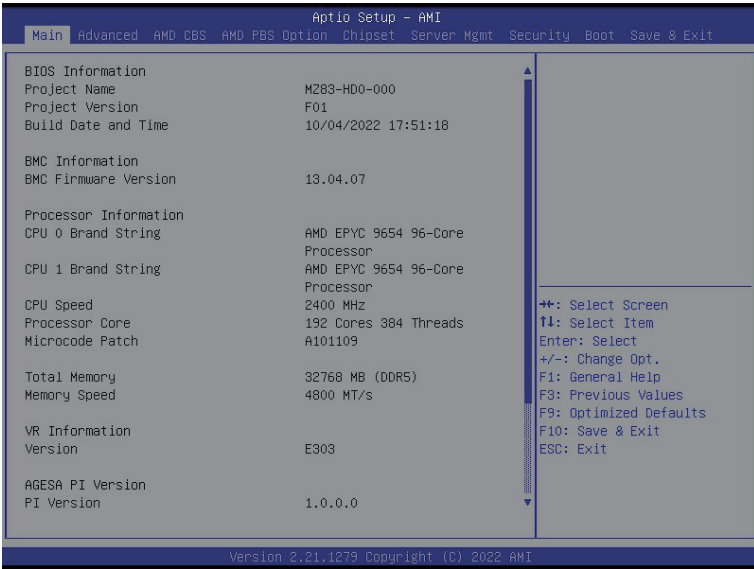 Aptio Setup – AMI
Main Advanced AMD CBS AMD PBS Option Chipset Server Mgmt Security Boot Save & Exit
BIOS Information
Project Name MZ83-HD0-000
Project Version F01
Build Date and Time 10/04/2022 17:51:18
BMC Information
BMC Firmware Version 13.04.07
Processor Information
CPU 0 Brand String AMD EPYC 9654 96-Core
Processor
CPU 1 Brand String AMD EPYC 9654 96-Core
Processor
CPU Speed 2400 MHz
Processor Core 192 Cores 384 Threads
Microcode Patch A101109
Total Memory 32768 MB (DDR5)
Memory Speed 4800 MT/s
VR Information
Version E303
AGESA PI Version
PI Version 1.0.0.0
→←: Select Screen
↑↓: Select Item
Enter: Select
+/-: Change Opt.
F1: General Help
F3: Previous Values
F9: Optimized Defaults
F10: Save & Exit
ESC: Exit
Version 2.21.1279 Copyright (C) 2022 AMI